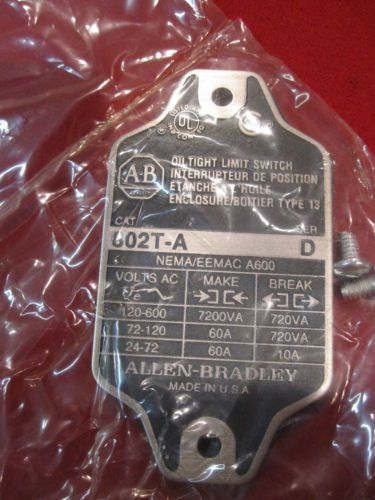 UL
A-B
QUALITY
OILTIGHT LIMIT SWITCH
INTERRUPTEUR DE POSITION
ÉTANCHE À L'HUILE
ENCLOSURE/BOITIER TYPE 13
CAT SER
802T-A D
NEMA/EEMAC A600
VOLTS AC MAKE BREAK
120-600 7200VA 720VA
72-120 60A 720VA
24-72 60A 10A
ALLEN-BRADLEY
MADE IN U.S.A.